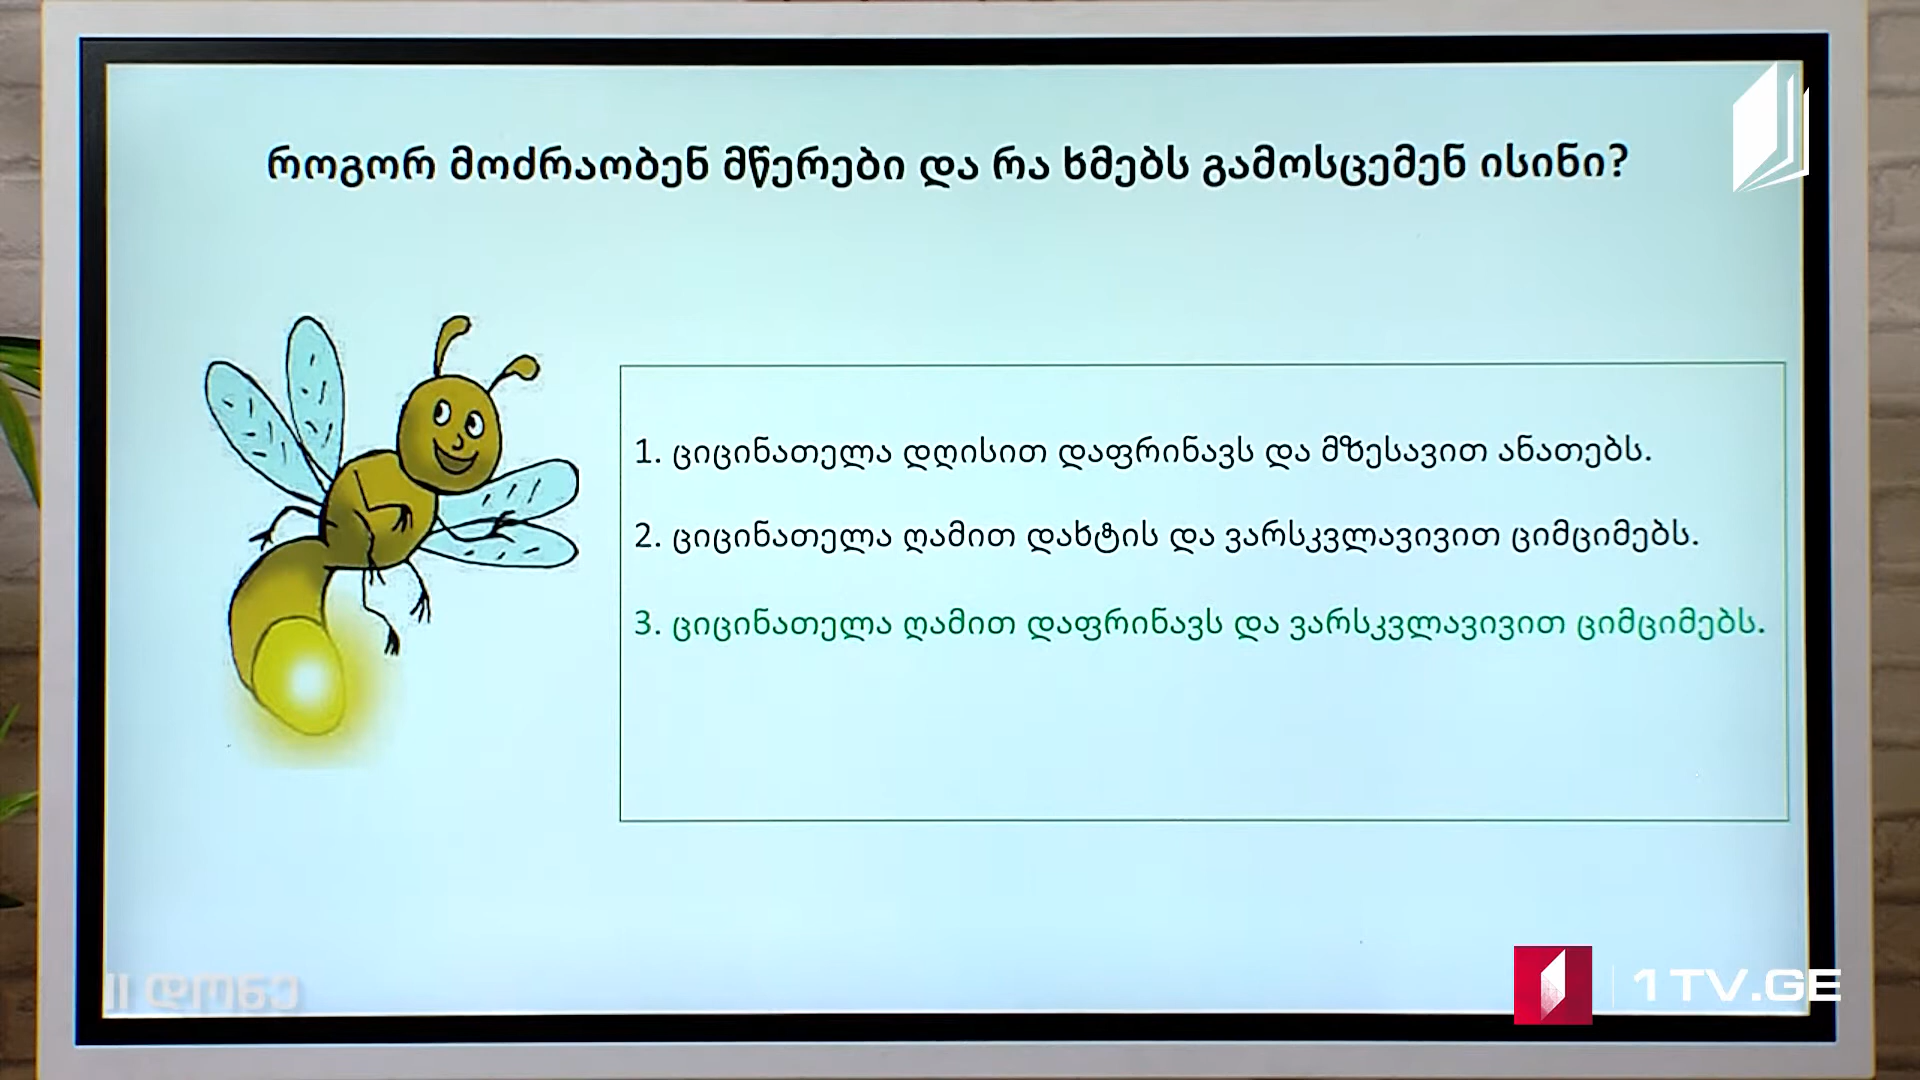 როგორ მოძრაობენ მწერები და რა ხმებს გამოსცემენ ისინი?
1. ციცინათელა დღისით დაფრინავს და მზესავით ანათებს.
2. ციცინათელა ღამით დახტის და ვარსკვლავივით ციმციმებს.
3. ციცინათელა ღამით დაფრინავს და ვარსკვლავივით ციმციმებს.
II დონე
1TV.GE